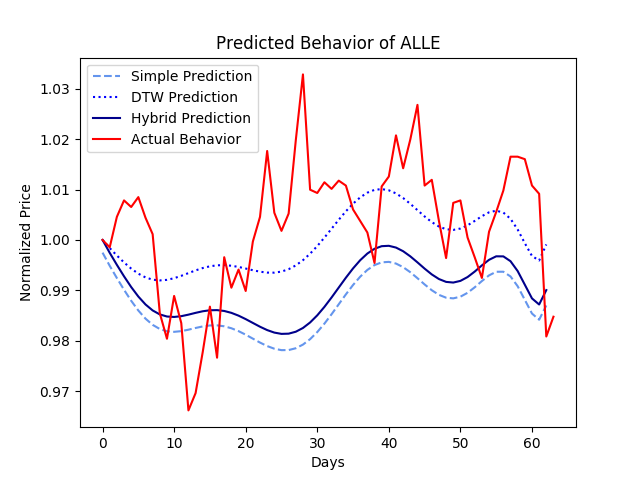 Predicted Behavior of ALLE
Simple Prediction
DTW Prediction
Hybrid Prediction
Actual Behavior
Normalized Price
1.03
1.02
1.01
1.00
0.99
0.98
0.97
0
10
20
30
40
50
60
Days